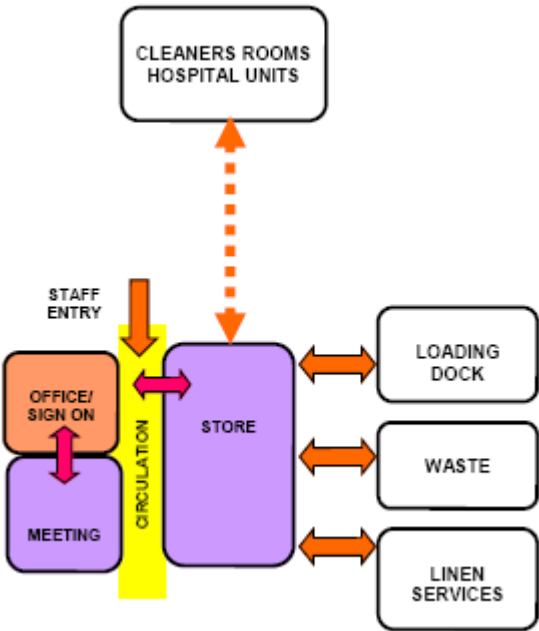 CLEANERS ROOMS
HOSPITAL UNITS
STAFF
ENTRY
OFFICE/
SIGN ON
MEETING
CIRCULATION
STORE
LOADING
DOCK
WASTE
LINEN
SERVICES